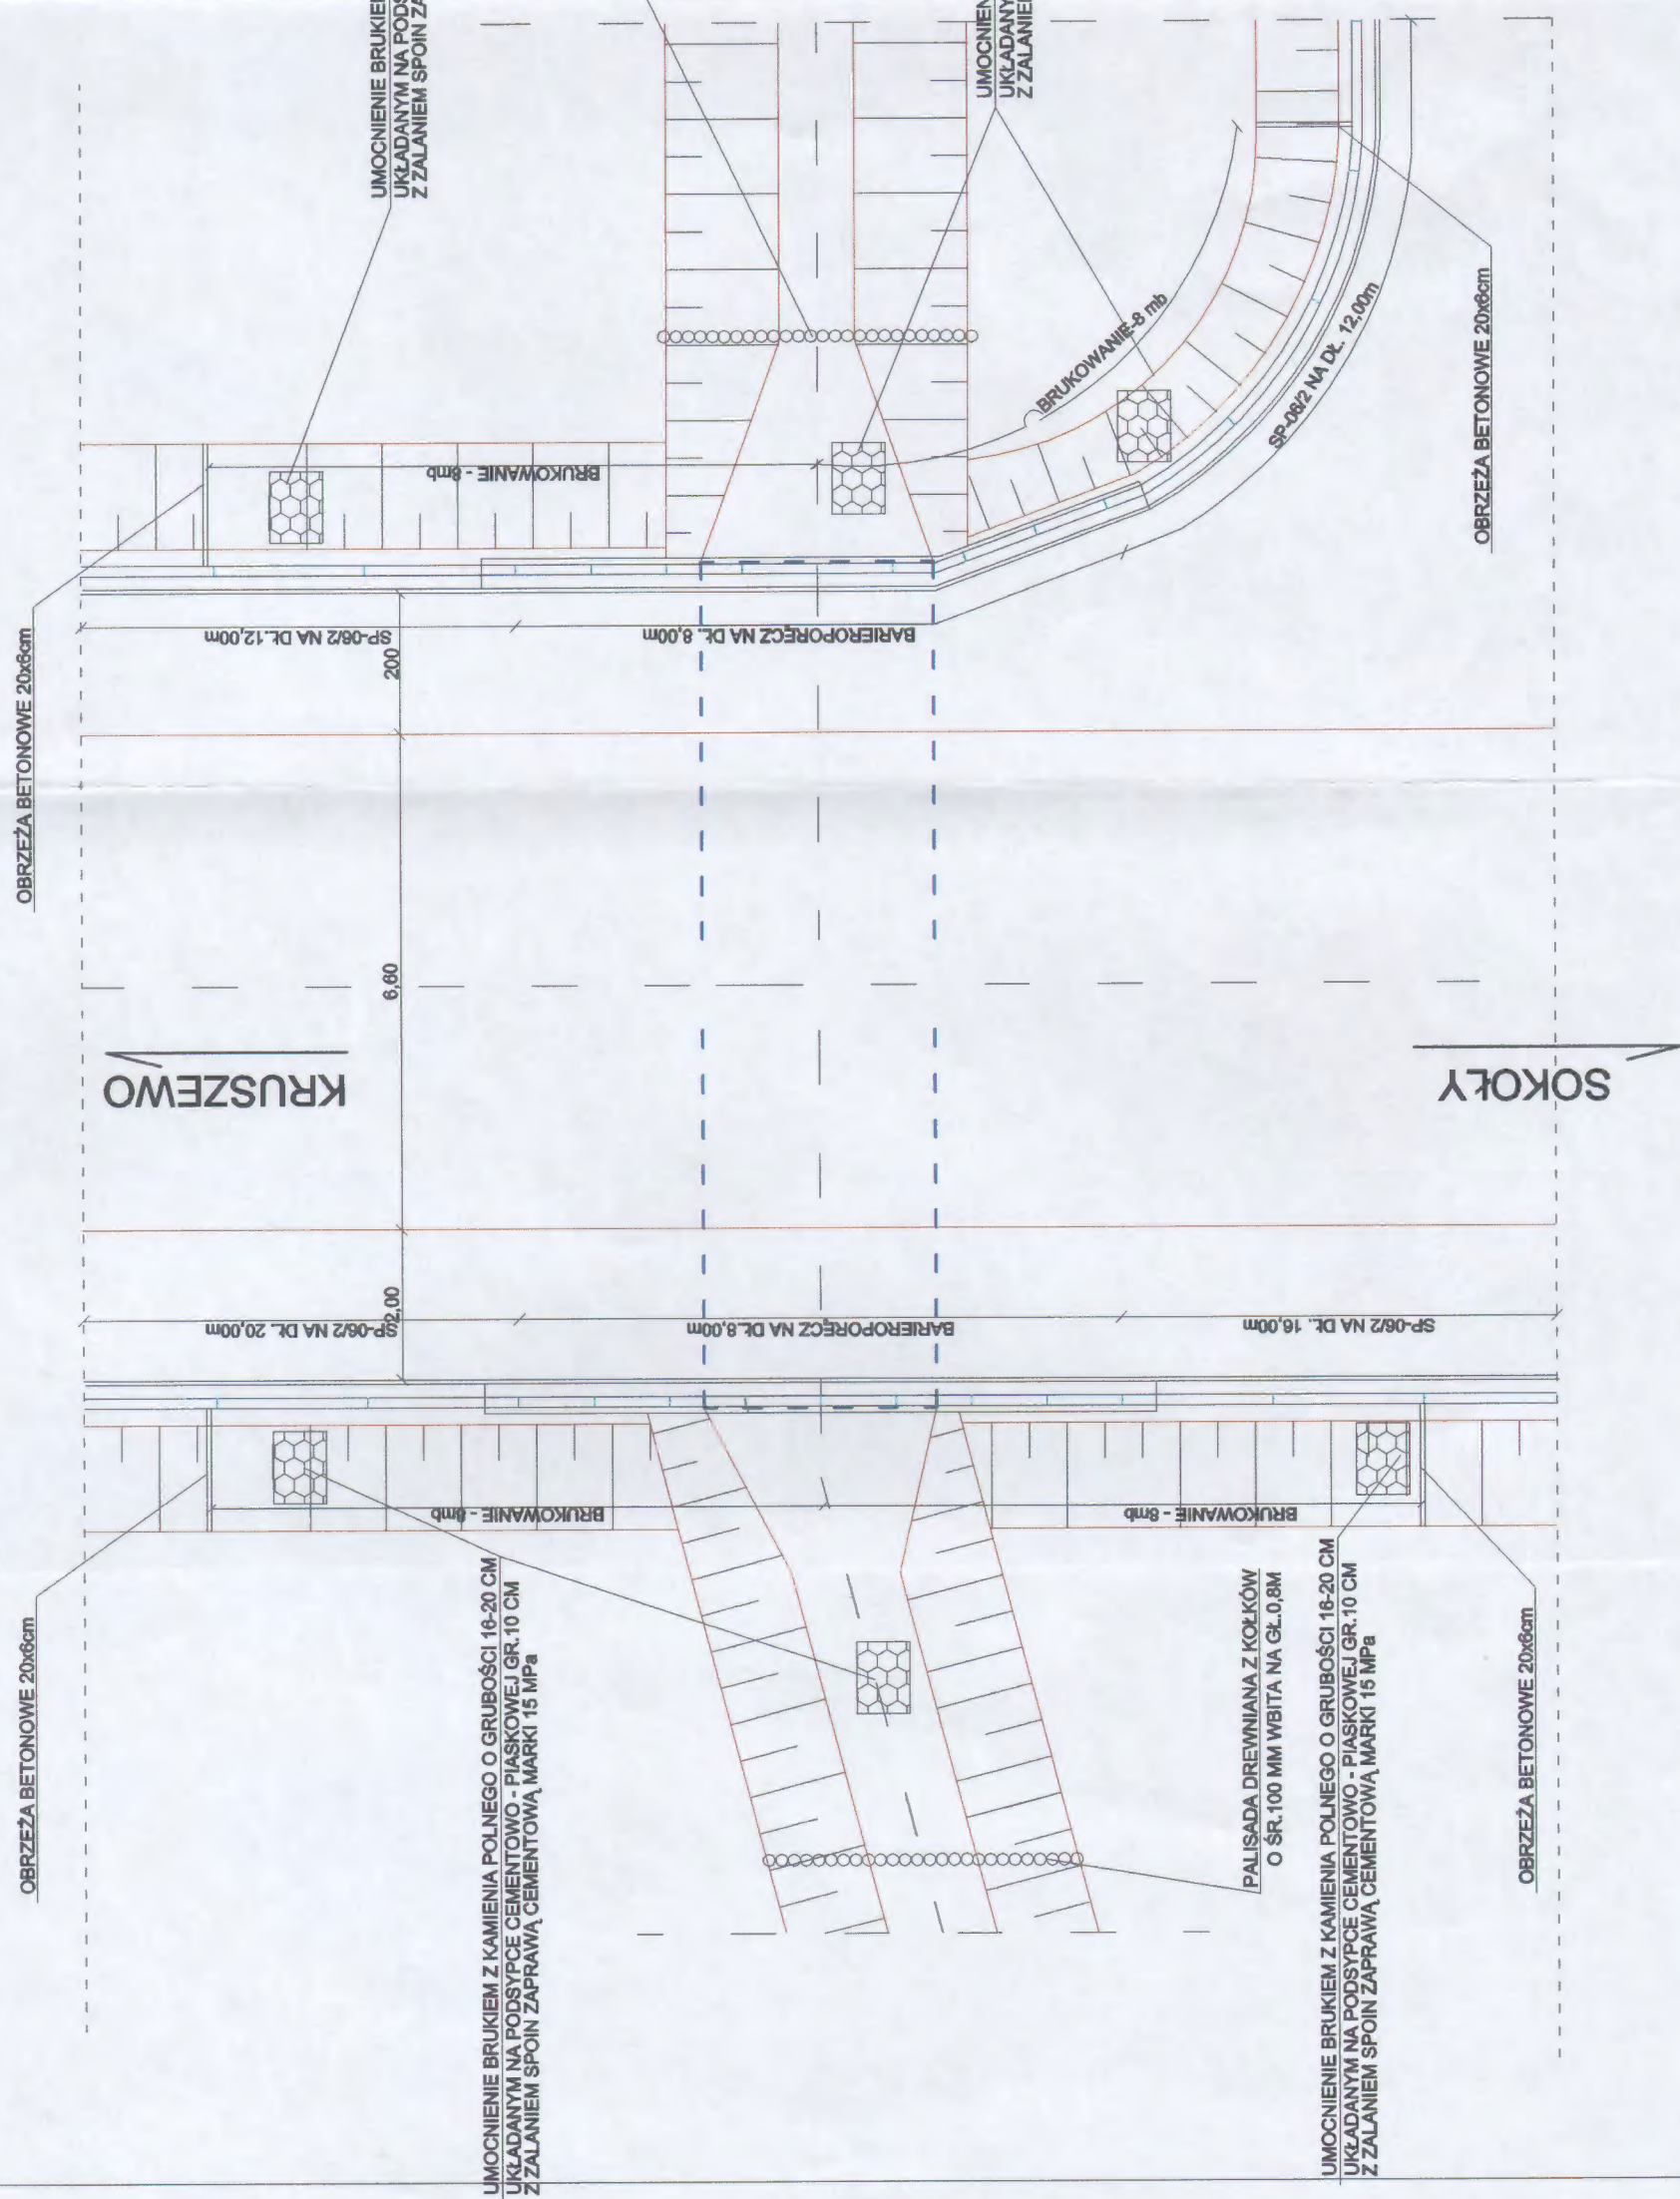 UMOCNIENIE BRUKIEM
UKŁADANYM NA PODS
Z ZALANIEM SPOIN ZA
UMOCNIEN
UKŁADANY
Z ZALANIEM
OBRZEŻA BETONOWE 20x6cm
BRUKOWANIE - 8mb
BRUKOWANIE-8 mb
SP-06/2 NA DŁ. 12,00m
OBRZEŻA BETONOWE 20x6cm
SP-06/2 NA DŁ.12,00m
BARIEROPORĘCZ NA DŁ. 8,00m
200
6,60
2,00
KRUSZEWO
SOKOŁY
SP-06/2 NA DŁ. 20,00m
BARIEROPORĘCZ NA DŁ.8,00m
SP-06/2 NA DŁ. 16,00m
BRUKOWANIE - 8mb
BRUKOWANIE - 8mb
OBRZEŻA BETONOWE 20x6cm
UMOCNIENIE BRUKIEM Z KAMIENIA POLNEGO O GRUBOŚCI 16-20 CM
UKŁADANYM NA PODSYPCE CEMENTOWO - PIASKOWEJ GR.10 CM
Z ZALANIEM SPOIN ZAPRAWĄ CEMENTOWĄ MARKI 15 MPa
PALISADA DREWNIANA Z KOŁKÓW
O ŚR.100 MM WBITA NA GŁ.0,8M
UMOCNIENIE BRUKIEM Z KAMIENIA POLNEGO O GRUBOŚCI 16-20 CM
UKŁADANYM NA PODSYPCE CEMENTOWO - PIASKOWEJ GR.10 CM
Z ZALANIEM SPOIN ZAPRAWĄ CEMENTOWĄ MARKI 15 MPa
OBRZEŻA BETONOWE 20x6cm